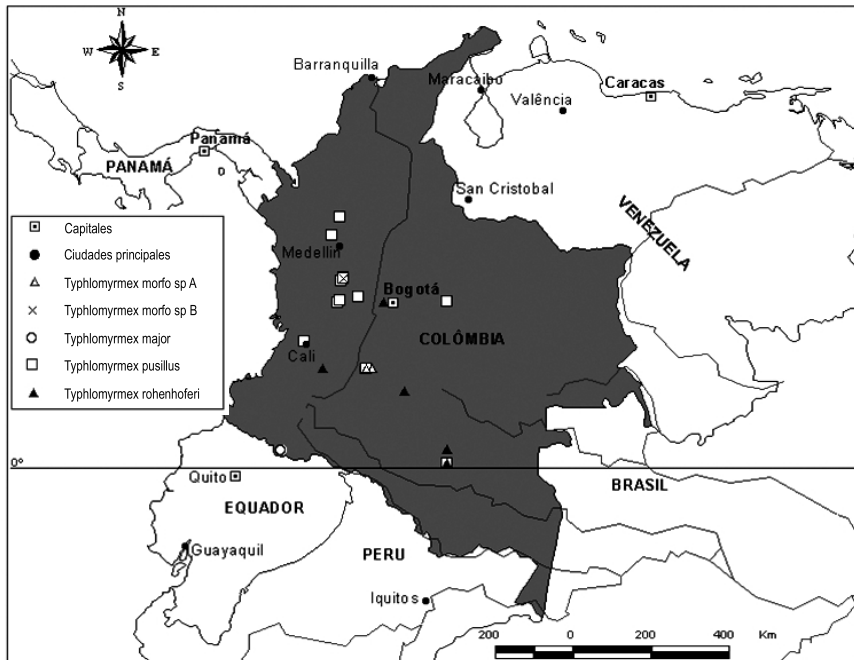 N
W E
S
Barranquilla
Maracaibo
Caracas
Valência
Panamá
PANAMÁ
San Cristobal
VENEZUELA
Capitales
Ciudades principales
Typhlomyrmex morfo sp A
Typhlomyrmex morfo sp B
Typhlomyrmex major
Typhlomyrmex pusillus
Typhlomyrmex rohenhoferi
Medellin
Bogotá
COLÔMBIA
Cali
0°
Quito
BRASIL
EQUADOR
Guayaquil
PERU
Iquitos
200 0 200 400 Km